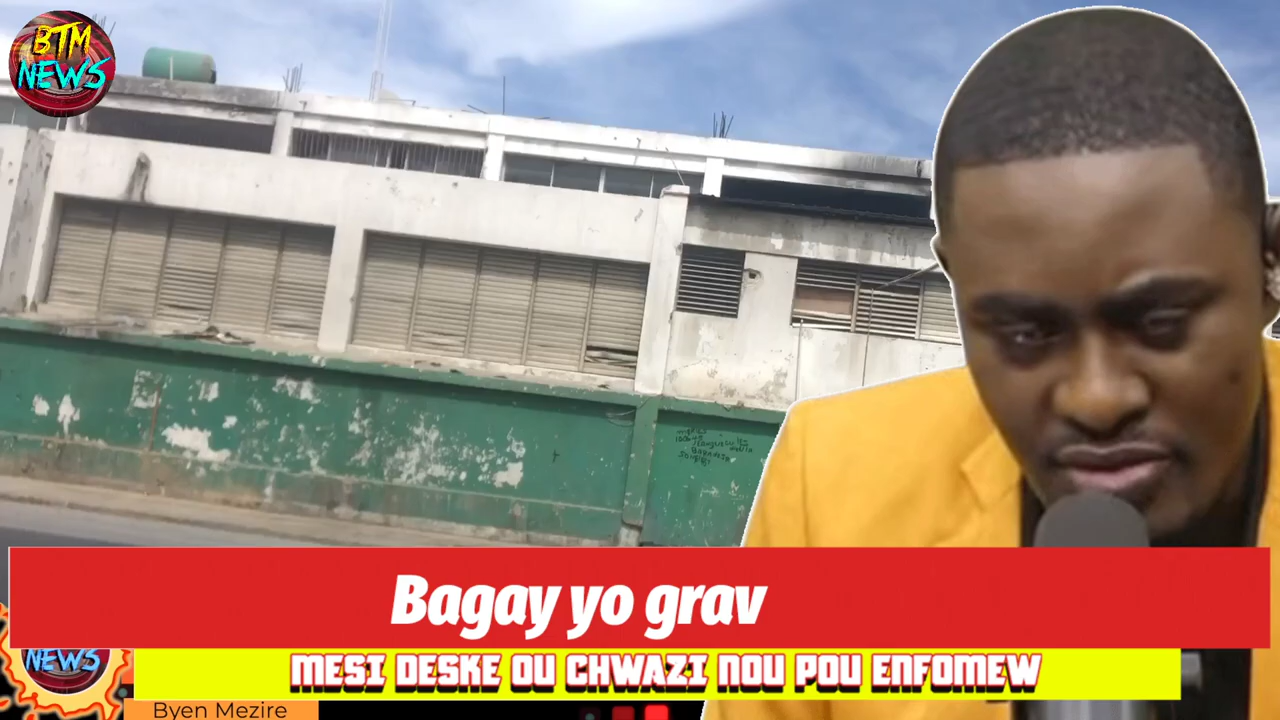 BTM
NEWS
Bagay yo grav
NEWS
MESI DESKE OU CHWAZI NOU POU ENFOMEW
Byen Mezire